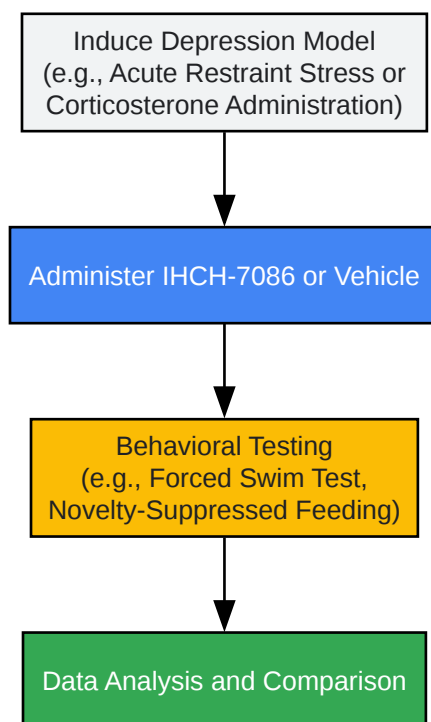 Induce Depression Model
(e.g., Acute Restraint Stress or
Corticosterone Administration)
Administer IHCH-7086 or Vehicle
Behavioral Testing
(e.g., Forced Swim Test,
Novelty-Suppressed Feeding)
Data Analysis and Comparison